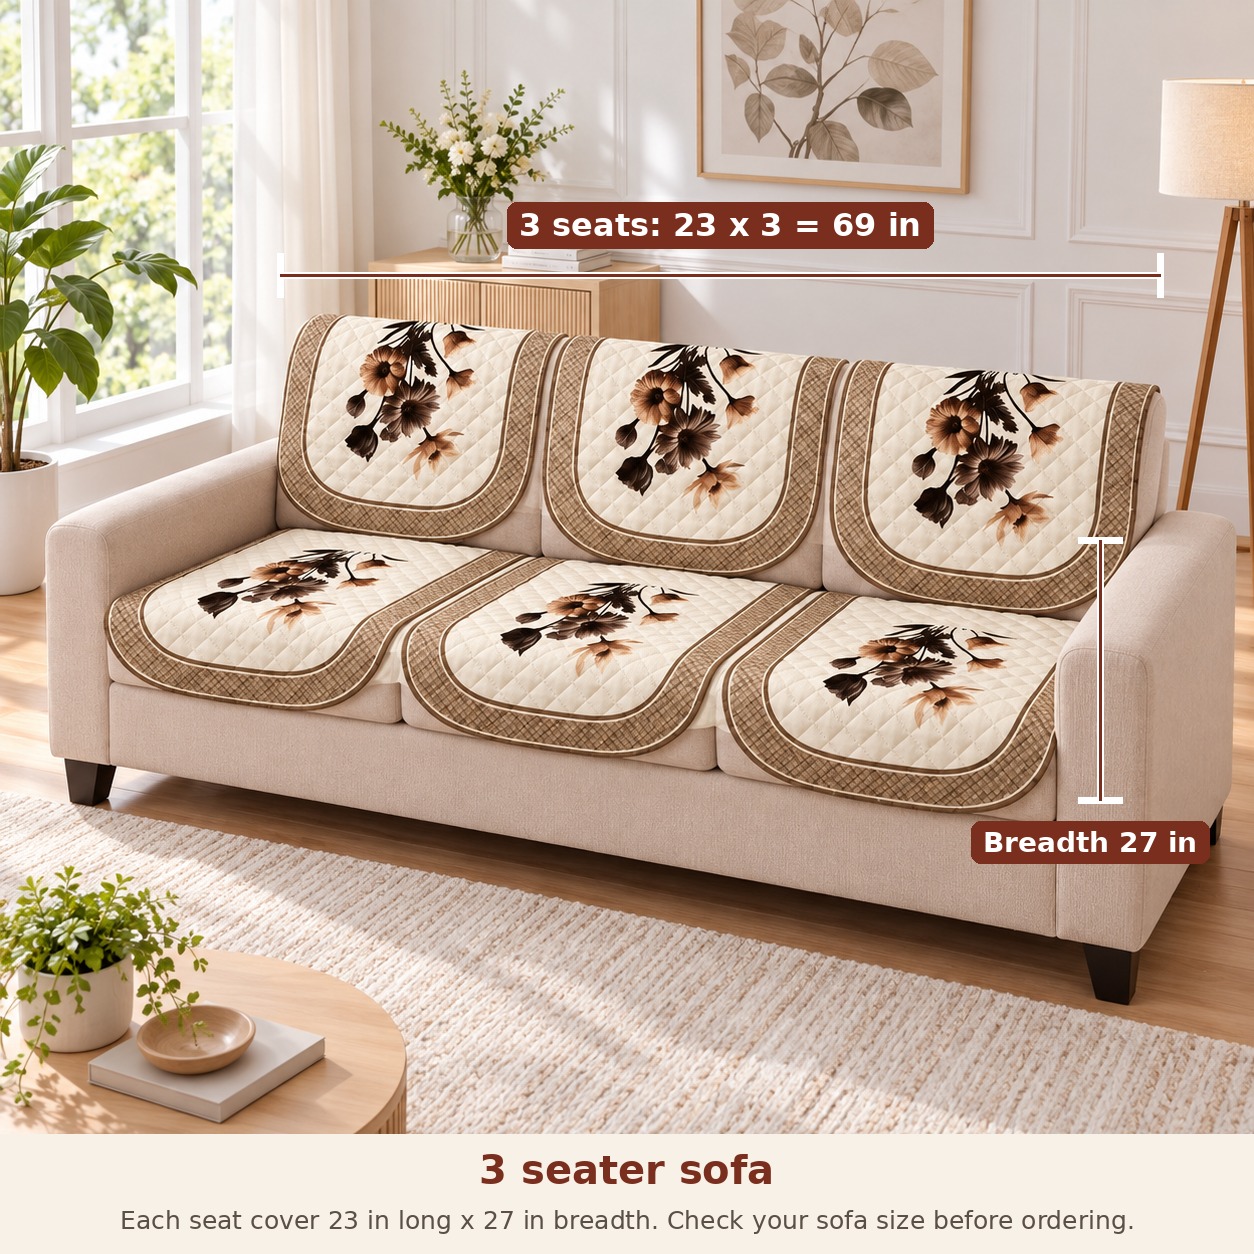 3 seats: 23 x 3 = 69 in
Breadth 27 in
3 seater sofa
Each seat cover 23 in long x 27 in breadth. Check your sofa size before ordering.